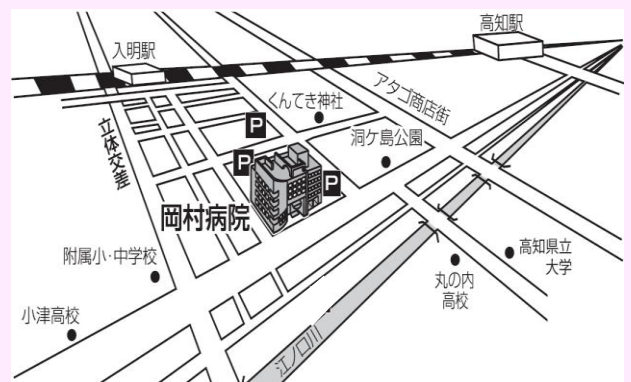 高知駅
入明駅
アタゴ商店街
くんてき神社
P
立体交差
洞ケ島公園
P
P
岡村病院
附属小・中学校
高知県立
大学
丸の内
高校
小津高校
江ノ口川